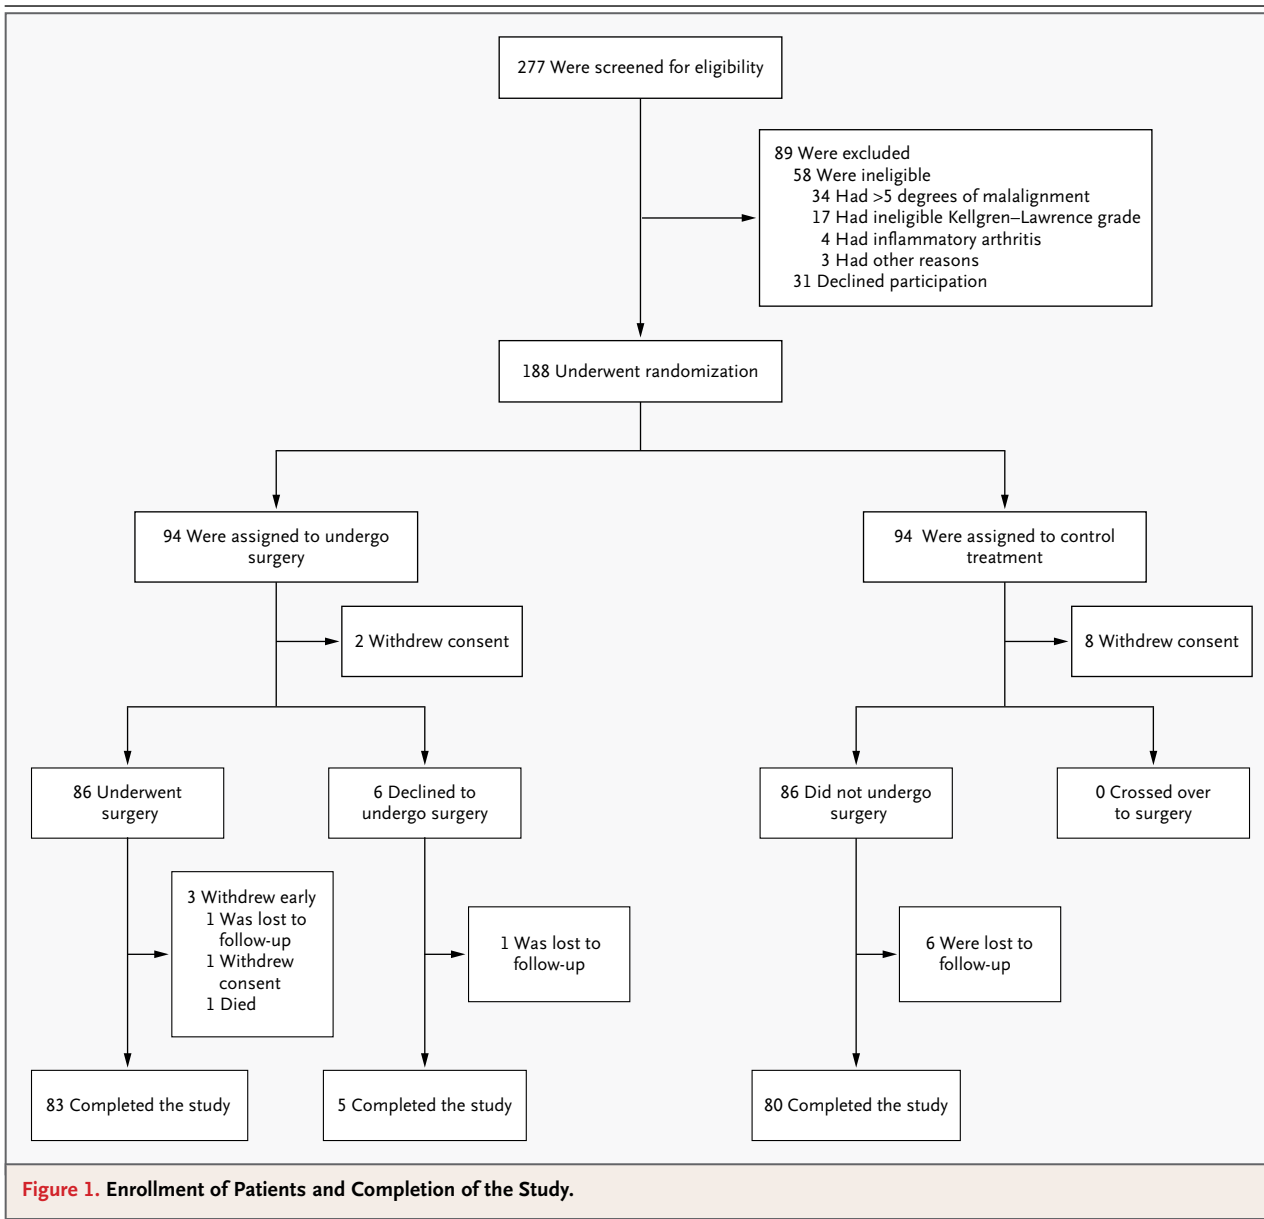 277 Were screened for eligibility
89 Were excluded
58 Were ineligible
34 Had >5 degrees of malalignment
17 Had ineligible Kellgren–Lawrence grade
4 Had inflammatory arthritis
3 Had other reasons
31 Declined participation
188 Underwent randomization
94 Were assigned to undergo
surgery
94 Were assigned to control
treatment
2 Withdrew consent
8 Withdrew consent
86 Underwent
surgery
6 Declined to
undergo surgery
86 Did not undergo
surgery
0 Crossed over
to surgery
3 Withdrew early
1 Was lost to
follow-up
1 Withdrew
consent
1 Died
1 Was lost to
follow-up
6 Were lost to
follow-up
83 Completed the study
5 Completed the study
80 Completed the study
Figure 1. Enrollment of Patients and Completion of the Study.